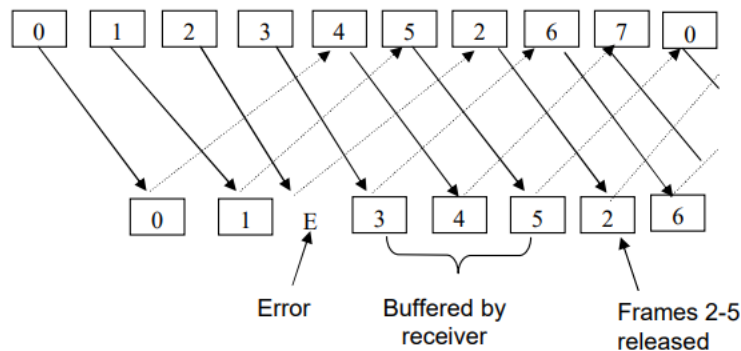 0 1 2 3 4 5 2 6 7 0
0 1 E 3 4 5 2 6
Error
Buffered by
receiver
Frames 2-5
released